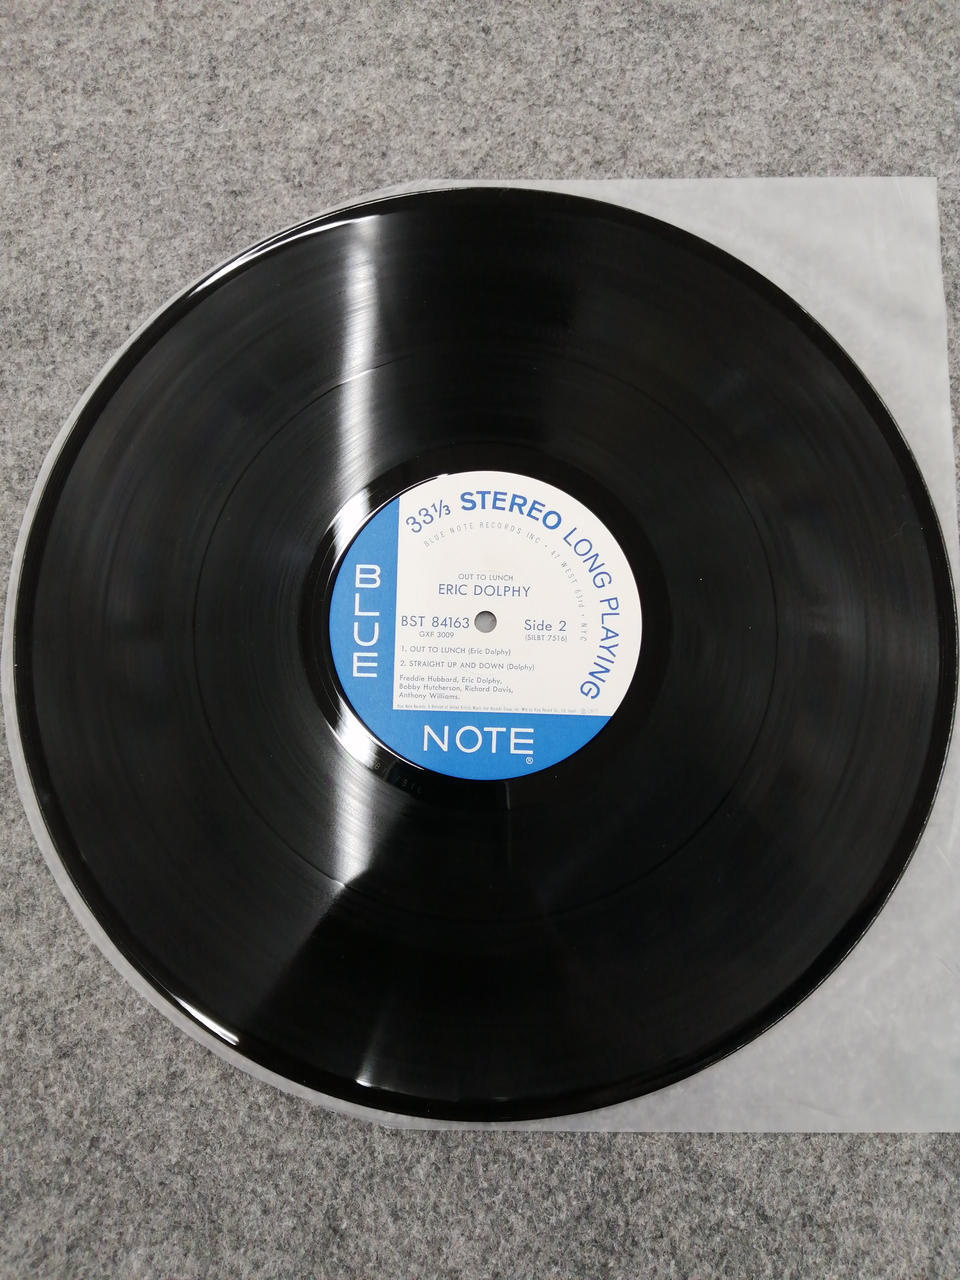 33⅓ STEREO LONG PLAYING
BLUE NOTE RECORDS INC • 47 WEST 63rd • NYC
OUT TO LUNCH
ERIC DOLPHY
BST 84163
Side 2
GXF 3009
(SILBT 7516)
1. OUT TO LUNCH (Eric Dolphy)
2. STRAIGHT UP AND DOWN (Dolphy)
Freddie Hubbard, Eric Dolphy,
Bobby Hutcherson, Richard Davis,
Anthony Williams.
BLUE
NOTE
®